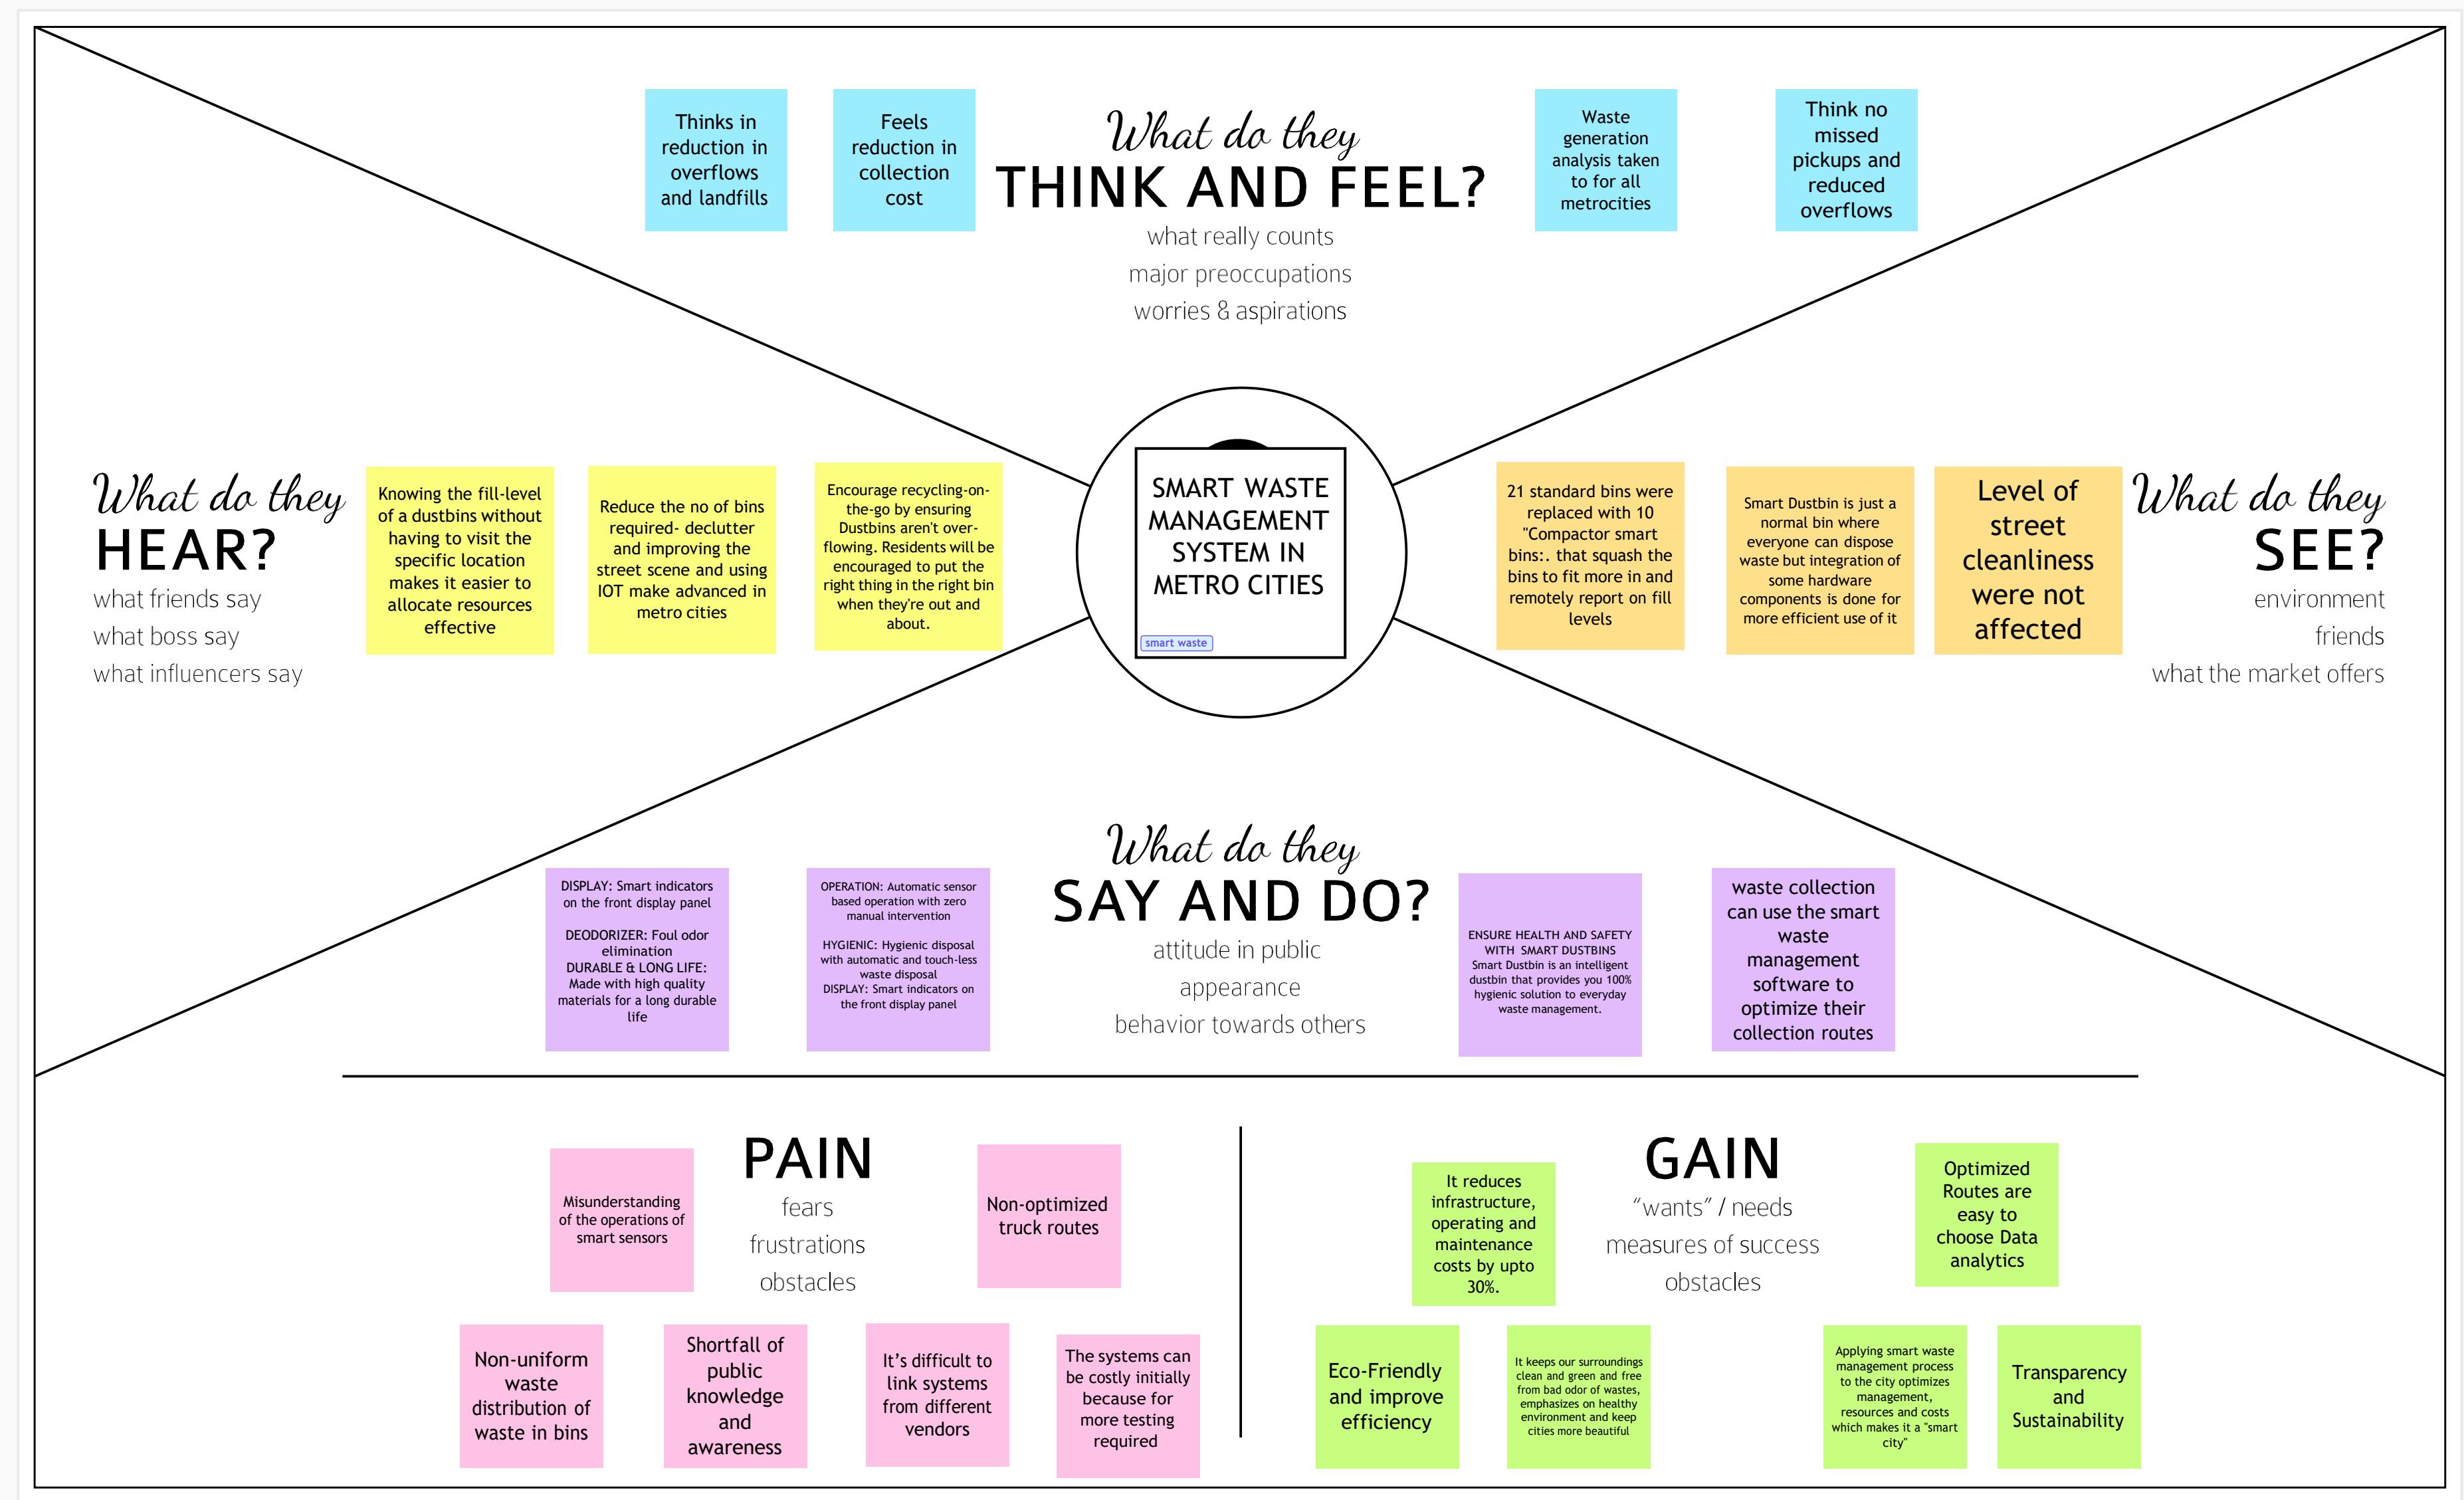 Thinks in
reduction in
overflows
and landfills
Feels
reduction in
collection
cost
What do they
THINK AND FEEL?
what really counts
major preoccupations
worries & aspirations
Waste
generation
analysis taken
to for all
metrocities
Think no
missed
pickups and
reduced
overflows
What do they
HEAR?
what friends say
what boss say
what influencers say
Knowing the fill-level
of a dustbins without
having to visit the
specific location
makes it easier to
allocate resources
effective
Reduce the no of bins
required- declutter
and improving the
street scene and using
IOT make advanced in
metro cities
Encourage recycling-on-
the-go by ensuring
Dustbins aren't over-
flowing. Residents will be
encouraged to put the
right thing in the right bin
when they're out and
about.
SMART WASTE
MANAGEMENT
SYSTEM IN
METRO CITIES
smart waste
21 standard bins were
replaced with 10
"Compactor smart
bins:. that squash the
bins to fit more in and
remotely report on fill
levels
Smart Dustbin is just a
normal bin where
everyone can dispose
waste but integration of
some hardware
components is done for
more efficient use of it
Level of
street
cleanliness
were not
affected
What do they
SEE?
environment
friends
what the market offers
DISPLAY: Smart indicators
on the front display panel
DEODORIZER: Foul odor
elimination
DURABLE & LONG LIFE:
Made with high quality
materials for a long durable
life
OPERATION: Automatic sensor
based operation with zero
manual intervention
HYGIENIC: Hygienic disposal
with automatic and touch-less
waste disposal
DISPLAY: Smart indicators on
the front display panel
What do they
SAY AND DO?
attitude in public
appearance
behavior towards others
ENSURE HEALTH AND SAFETY
WITH SMART DUSTBINS
Smart Dustbin is an intelligent
dustbin that provides you 100%
hygienic solution to everyday
waste management.
waste collection
can use the smart
waste
management
software to
optimize their
collection routes
PAIN
fears
frustrations
obstacles
Misunderstanding
of the operations of
smart sensors
Non-optimized
truck routes
Non-uniform
waste
distribution of
waste in bins
Shortfall of
public
knowledge
and
awareness
It's difficult to
link systems
from different
vendors
The systems can
be costly initially
because for
more testing
required
GAIN
"wants" / needs
measures of success
obstacles
It reduces
infrastructure,
operating and
maintenance
costs by upto
30%.
Optimized
Routes are
easy to
choose Data
analytics
Eco-Friendly
and improve
efficiency
It keeps our surroundings
clean and green and free
from bad odor of wastes,
emphasizes on healthy
environment and keep
cities more beautiful
Applying smart waste
management process
to the city optimizes
management,
resources and costs
which makes it a "smart
city"
Transparency
and
Sustainability